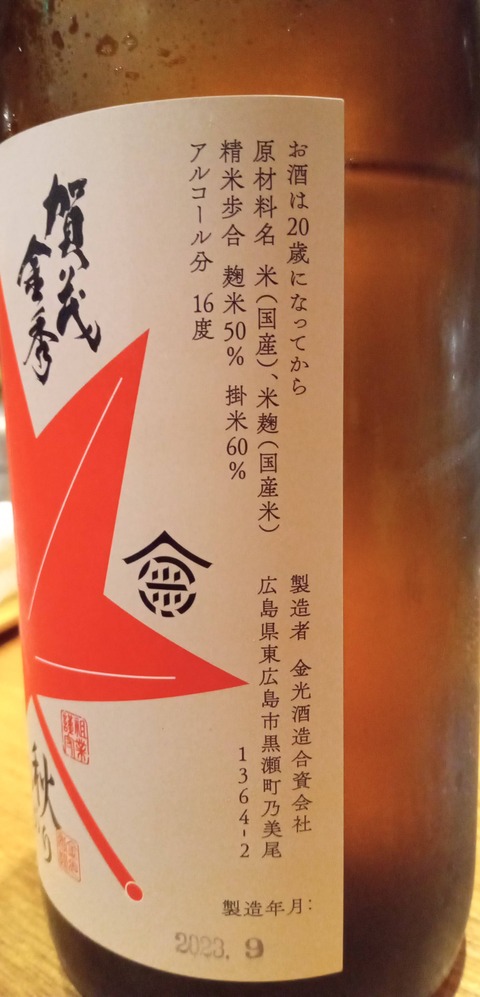 お酒は20歳になってから
原材料名 米(国産)、米麹(国産米)
精米歩合 麹米50% 掛米60%
アルコール分 16度
製造者 金光酒造合資会社
広島県東広島市黒瀬町乃美尾
1364-2
製造年月:
2023. 9
賀茂
金秀
秋